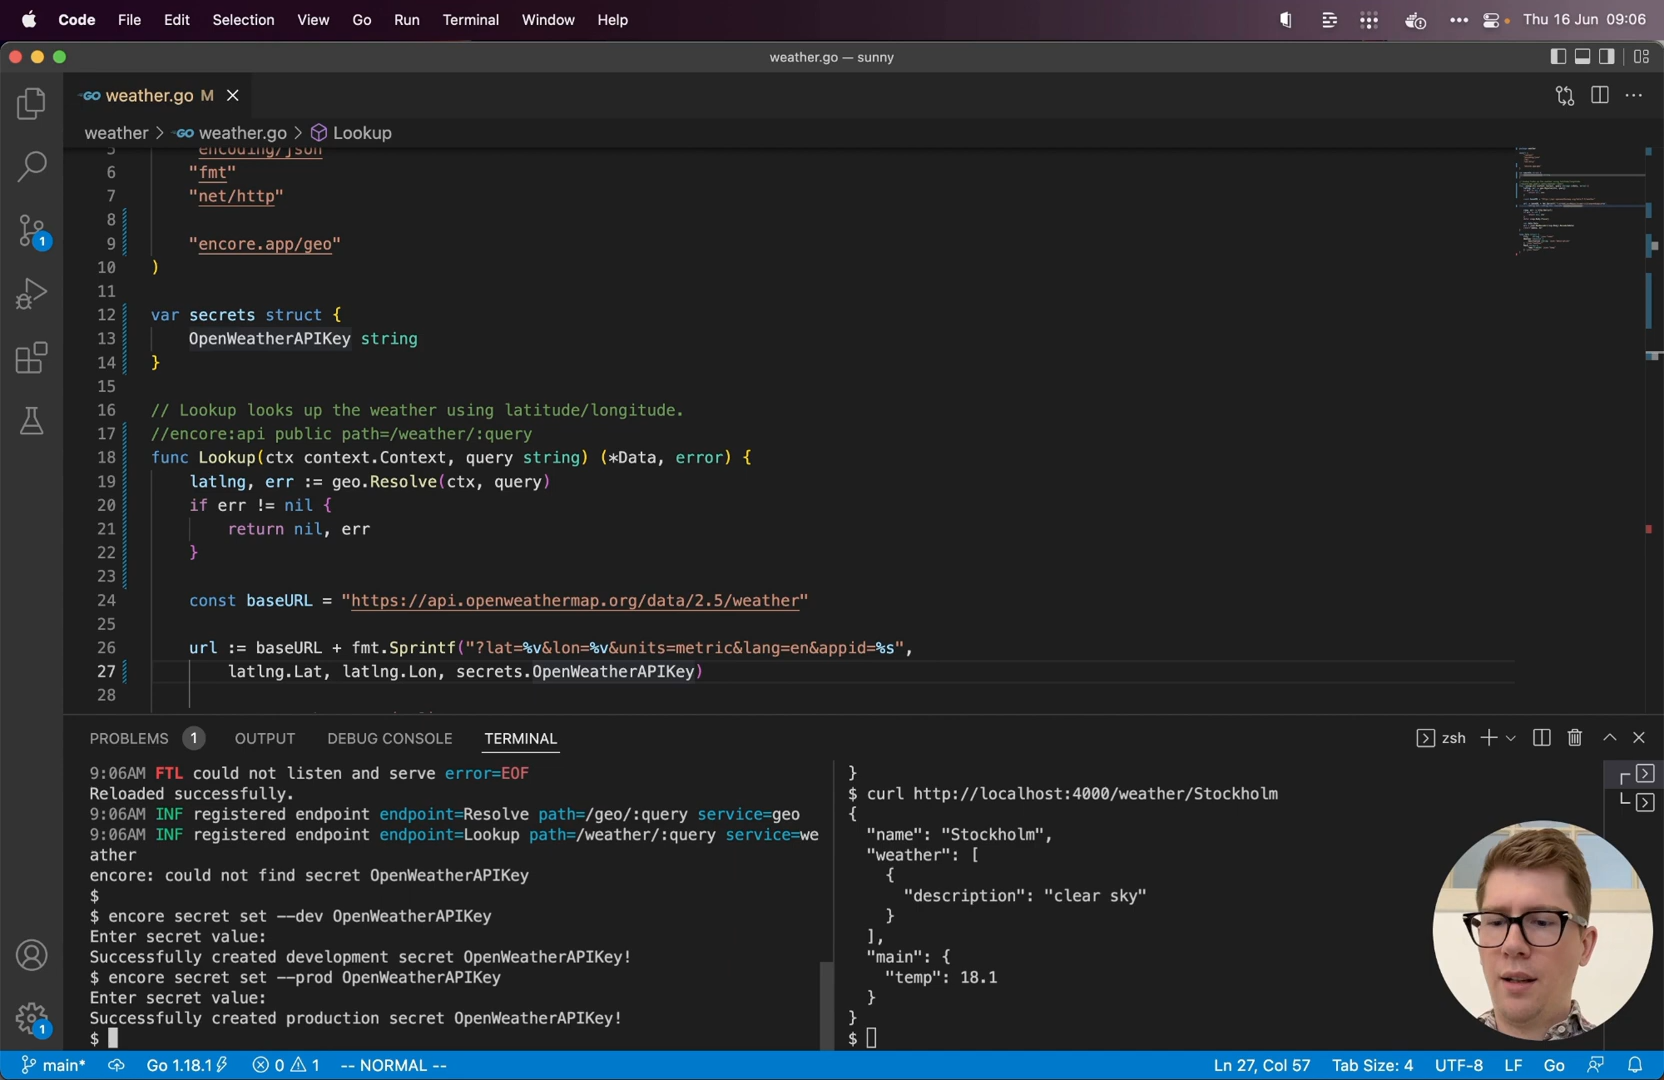 Code File Edit Selection View Go Run Terminal Window Help Thu 16 Jun 09:06
weather.go — sunny
GO weather.go M
weather > GO weather.go > Lookup
5 "encoding/json"
6 "fmt"
7 "net/http"
8
9 "encore.app/geo"
10 )
11
12 var secrets struct {
13 OpenWeatherAPIKey string
14 }
15
16 // Lookup looks up the weather using latitude/longitude.
17 //encore:api public path=/weather/:query
18 func Lookup(ctx context.Context, query string) (*Data, error) {
19 latlng, err := geo.Resolve(ctx, query)
20 if err != nil {
21 return nil, err
22 }
23
24 const baseURL = "https://api.openweathermap.org/data/2.5/weather"
25
26 url := baseURL + fmt.Sprintf("?lat=%v&lon=%v&units=metric&lang=en&appid=%s",
27 latlng.Lat, latlng.Lon, secrets.OpenWeatherAPIKey)
28
1
1
PROBLEMS 1 OUTPUT DEBUG CONSOLE TERMINAL zsh
9:06AM FTL could not listen and serve error=EOF
Reloaded successfully.
9:06AM INF registered endpoint endpoint=Resolve path=/geo/:query service=geo
9:06AM INF registered endpoint endpoint=Lookup path=/weather/:query service=we
ather
encore: could not find secret OpenWeatherAPIKey
$
$ encore secret set --dev OpenWeatherAPIKey
Enter secret value:
Successfully created development secret OpenWeatherAPIKey!
$ encore secret set --prod OpenWeatherAPIKey
Enter secret value:
Successfully created production secret OpenWeatherAPIKey!
$
}
$ curl http://localhost:4000/weather/Stockholm
{
"name": "Stockholm",
"weather": [
{
"description": "clear sky"
}
],
"main": {
"temp": 18.1
}
}
$
main* Go 1.18.1 0 1 -- NORMAL -- Ln 27, Col 57 Tab Size: 4 UTF-8 LF Go